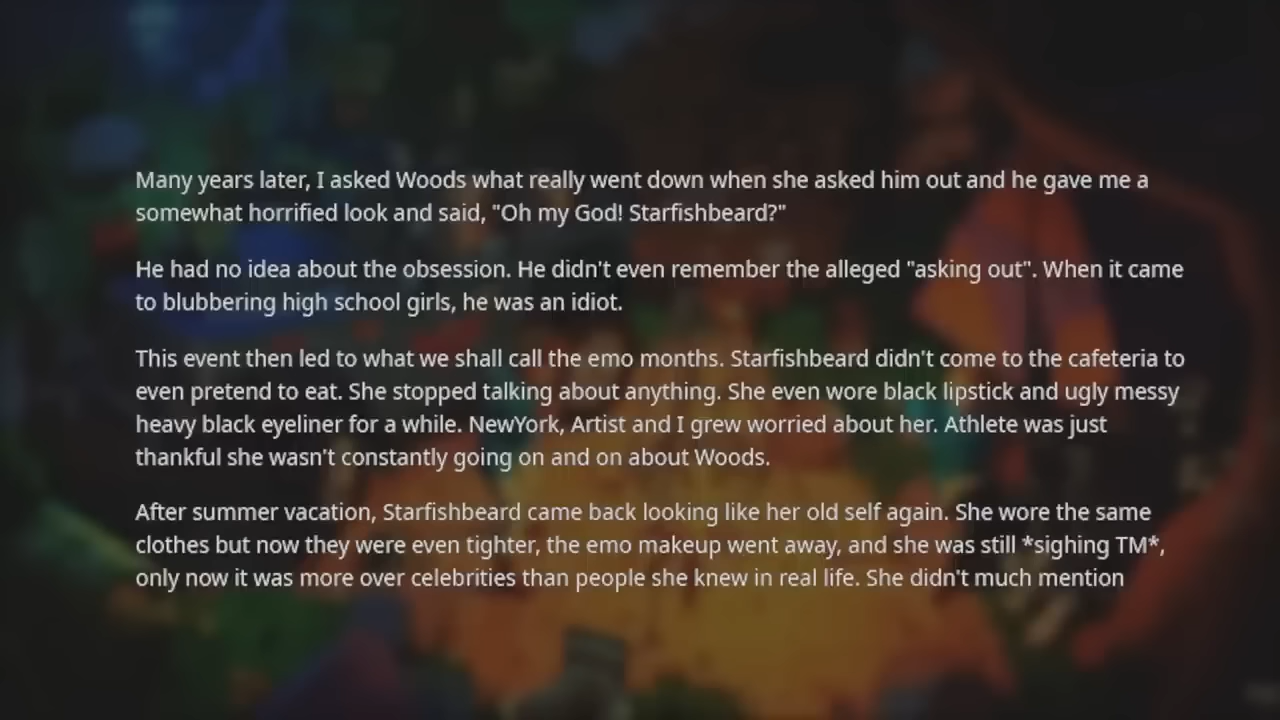 Many years later, I asked Woods what really went down when she asked him out and he gave me a
somewhat horrified look and said, "Oh my God! Starfishbeard?"
He had no idea about the obsession. He didn't even remember the alleged "asking out". When it came
to blubbering high school girls, he was an idiot.
This event then led to what we shall call the emo months. Starfishbeard didn't come to the cafeteria to
even pretend to eat. She stopped talking about anything. She even wore black lipstick and ugly messy
heavy black eyeliner for a while. NewYork, Artist and I grew worried about her. Athlete was just
thankful she wasn't constantly going on and on about Woods.
After summer vacation, Starfishbeard came back looking like her old self again. She wore the same
clothes but now they were even tighter, the emo makeup went away, and she was still *sighing TM*,
only now it was more over celebrities than people she knew in real life. She didn't much mention